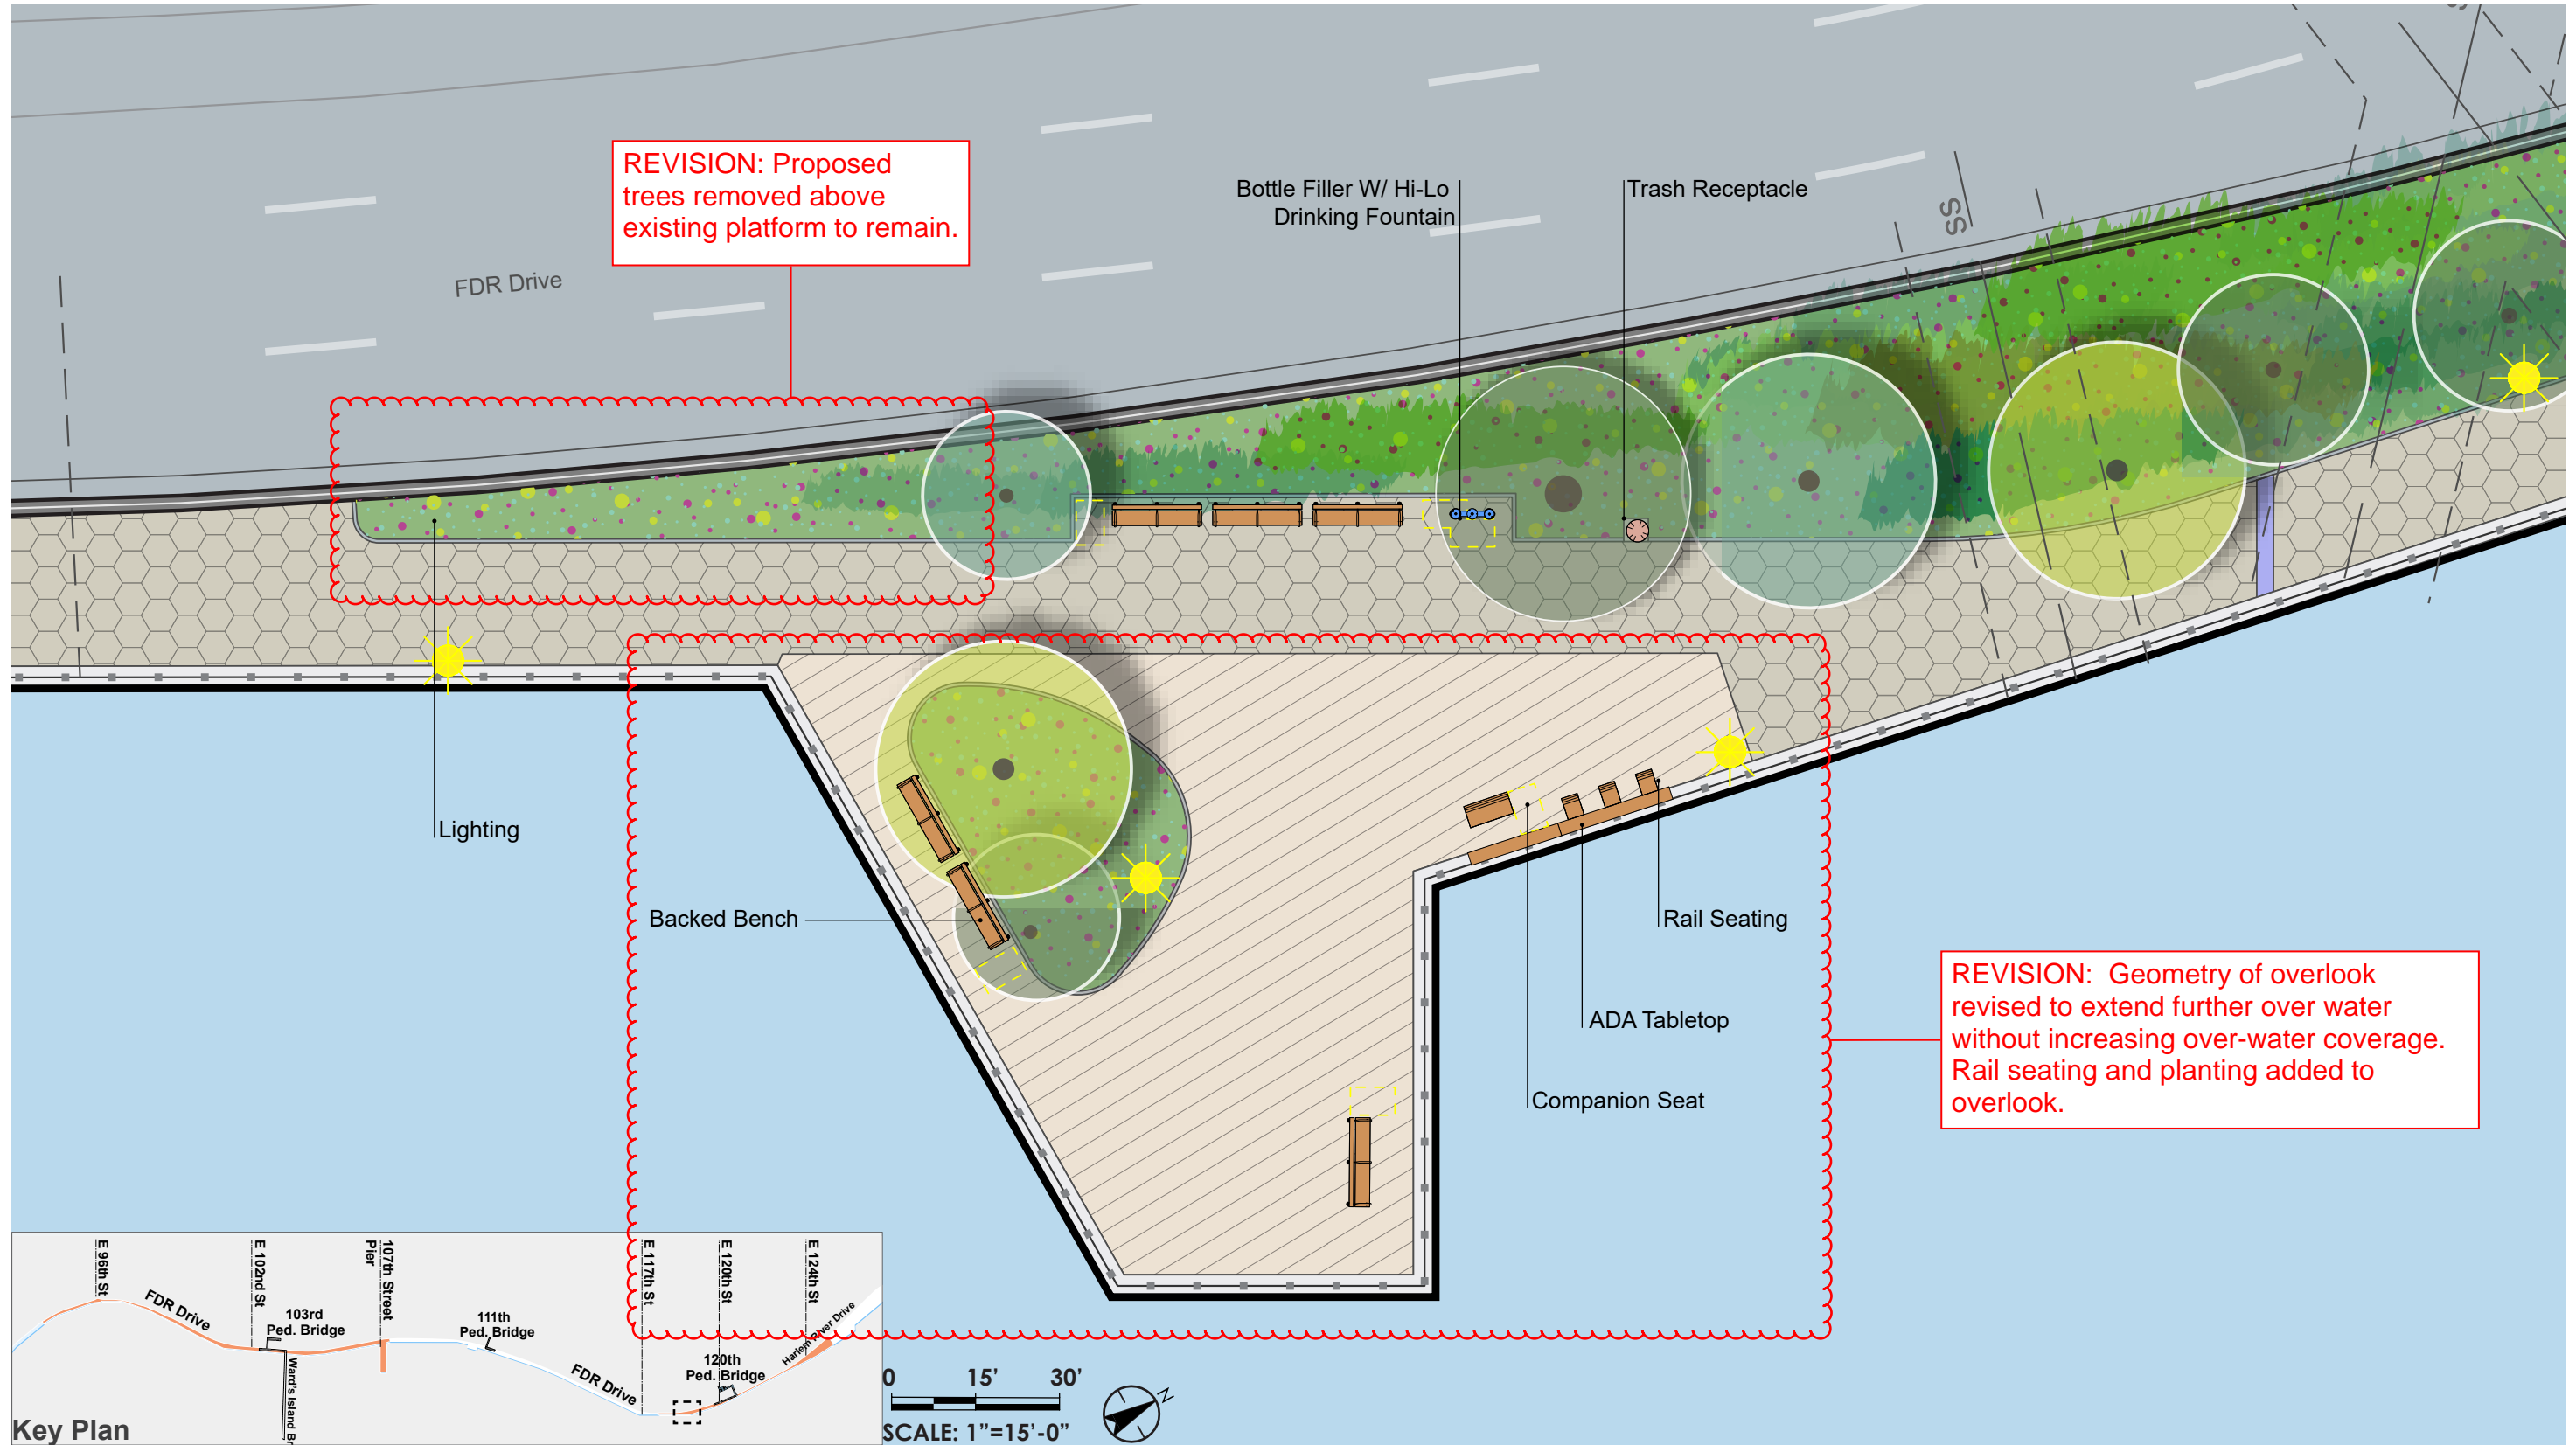 REVISION: Proposed
trees removed above
existing platform to remain.
FDR Drive
Bottle Filler W/ Hi-Lo
Drinking Fountain
Trash Receptacle
SS
Lighting
Backed Bench
Rail Seating
ADA Tabletop
Companion Seat
REVISION: Geometry of overlook
revised to extend further over water
without increasing over-water coverage.
Rail seating and planting added to
overlook.
E 96th St
E 102nd St
107th Street
Pier
E 117th St
E 120th St
E 124th St
FDR Drive
103rd
Ped. Bridge
111th
Ped. Bridge
Ward's Island Br
FDR Drive
120th
Ped. Bridge
Harlem River Drive
Key Plan
0 15' 30'
SCALE: 1"=15'-0"
N